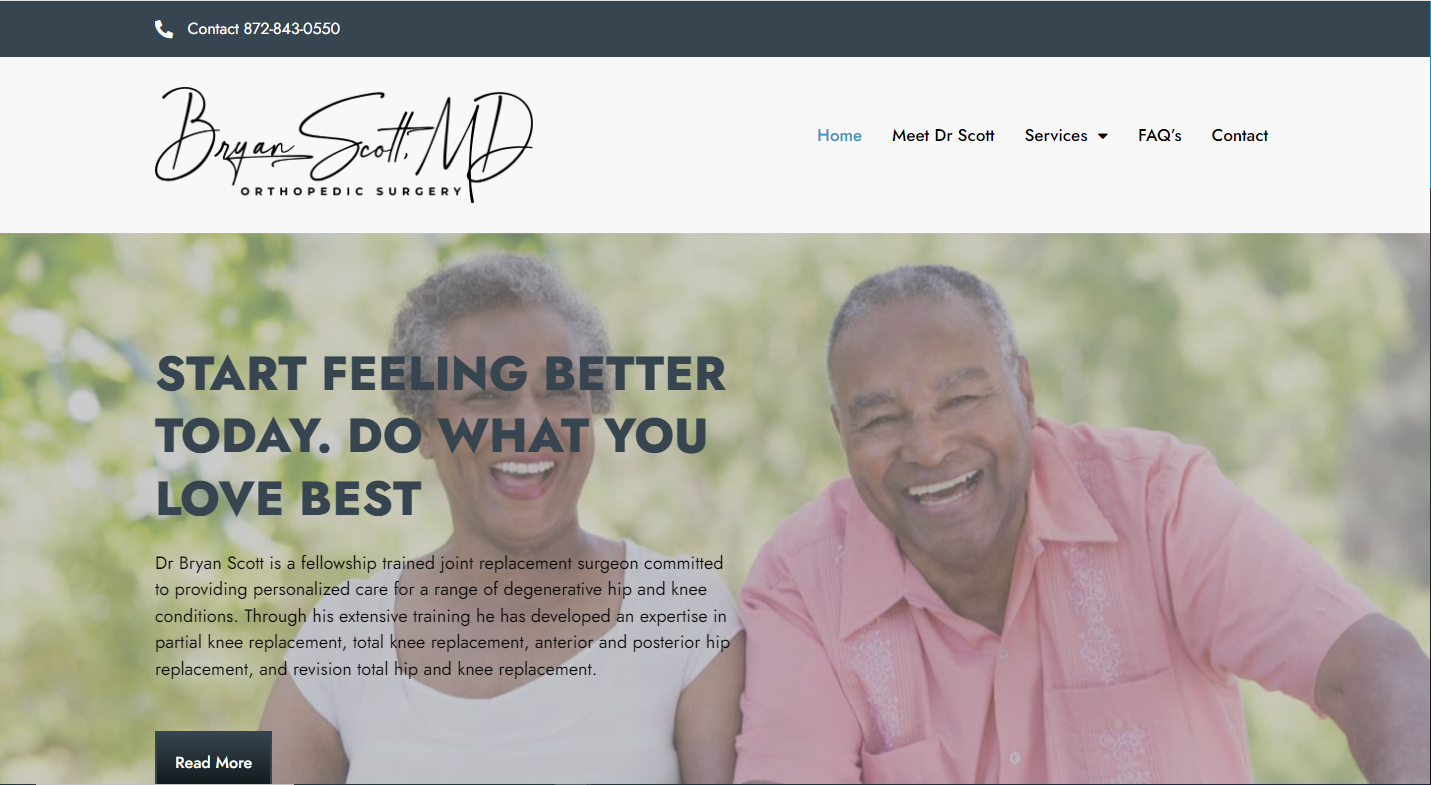 Contact 872-843-0550
Bryan Scott, MD
ORTHOPEDIC SURGERY
Home Meet Dr Scott Services FAQ’s Contact
START FEELING BETTER
TODAY. DO WHAT YOU
LOVE BEST
Dr Bryan Scott is a fellowship trained joint replacement surgeon committed
to providing personalized care for a range of degenerative hip and knee
conditions. Through his extensive training he has developed an expertise in
partial knee replacement, total knee replacement, anterior and posterior hip
replacement, and revision total hip and knee replacement.
Read More